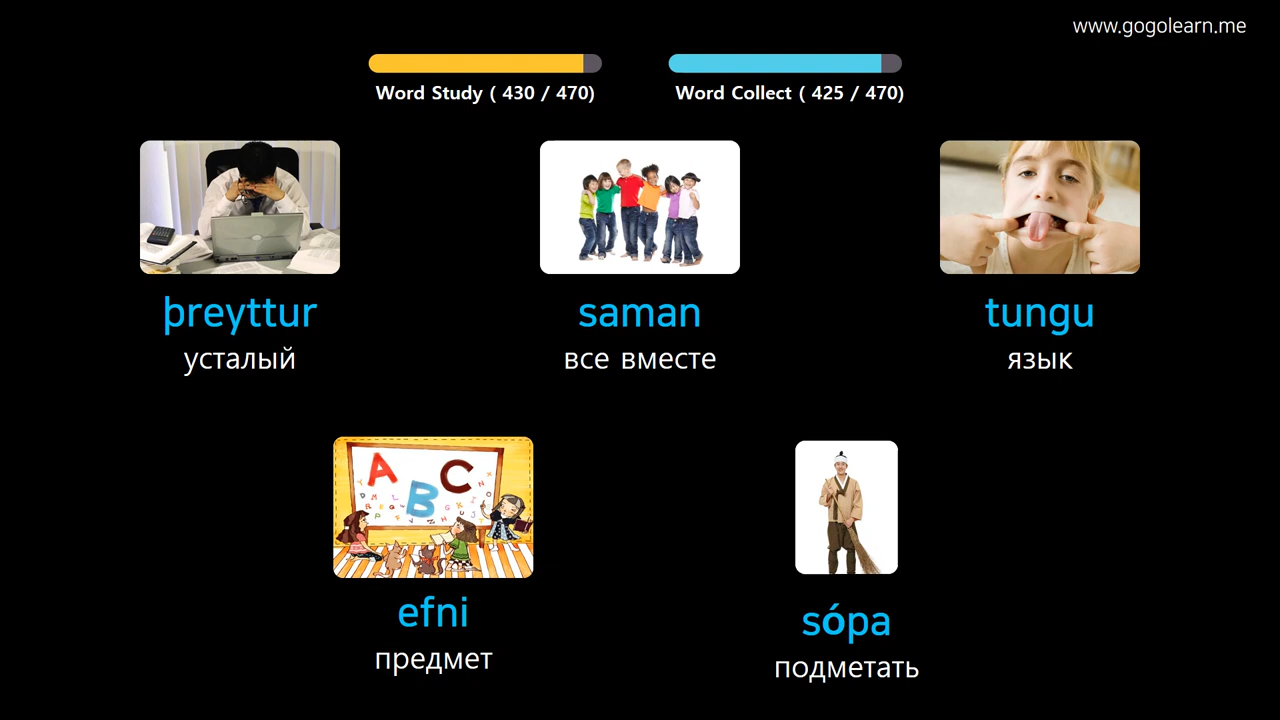 www.gogolearn.me
Word Study ( 430 / 470)
Word Collect ( 425 / 470)
þreyttur
saman
tungu
усталый
все вместе
язык
A
B
C
efni
sópa
предмет
подметать